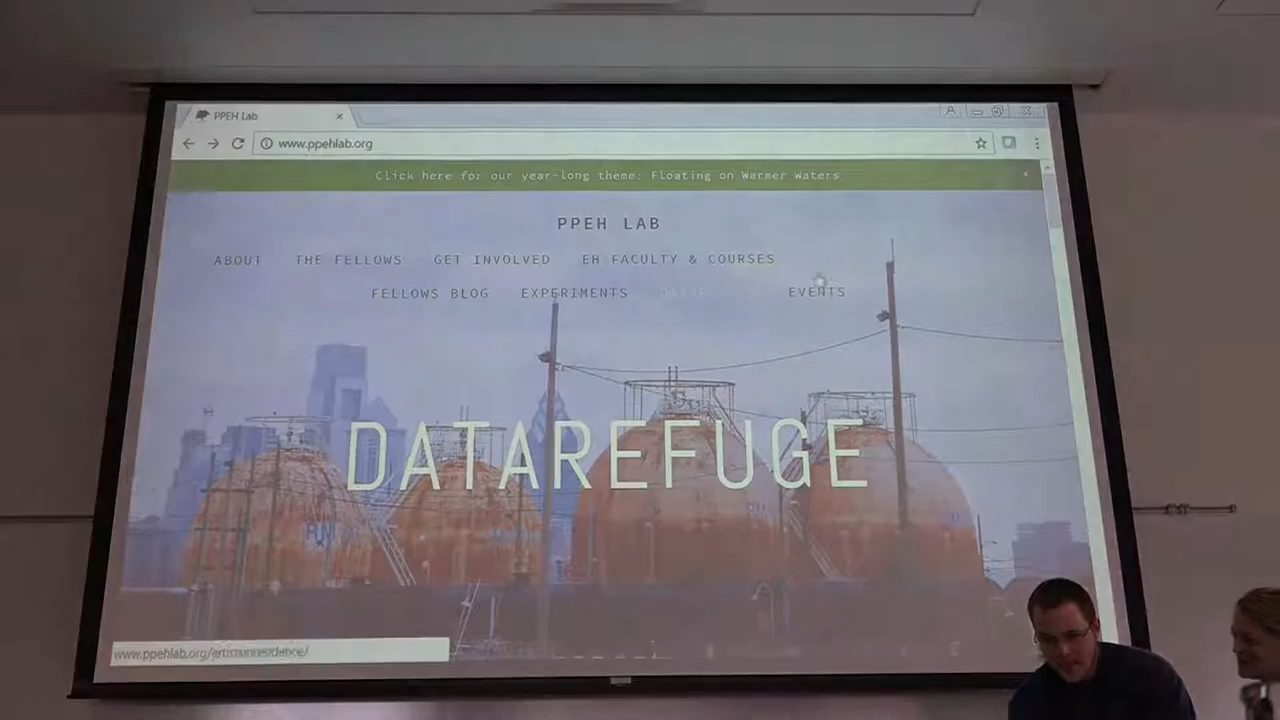 PPEH Lab
www.ppehlab.org
Click here for our year-long theme: Floating on Warmer Waters
PPEH LAB
ABOUT THE FELLOWS GET INVOLVED EH FACULTY & COURSES
FELLOWS BLOG EXPERIMENTS EVENTS
DATAREFUGE